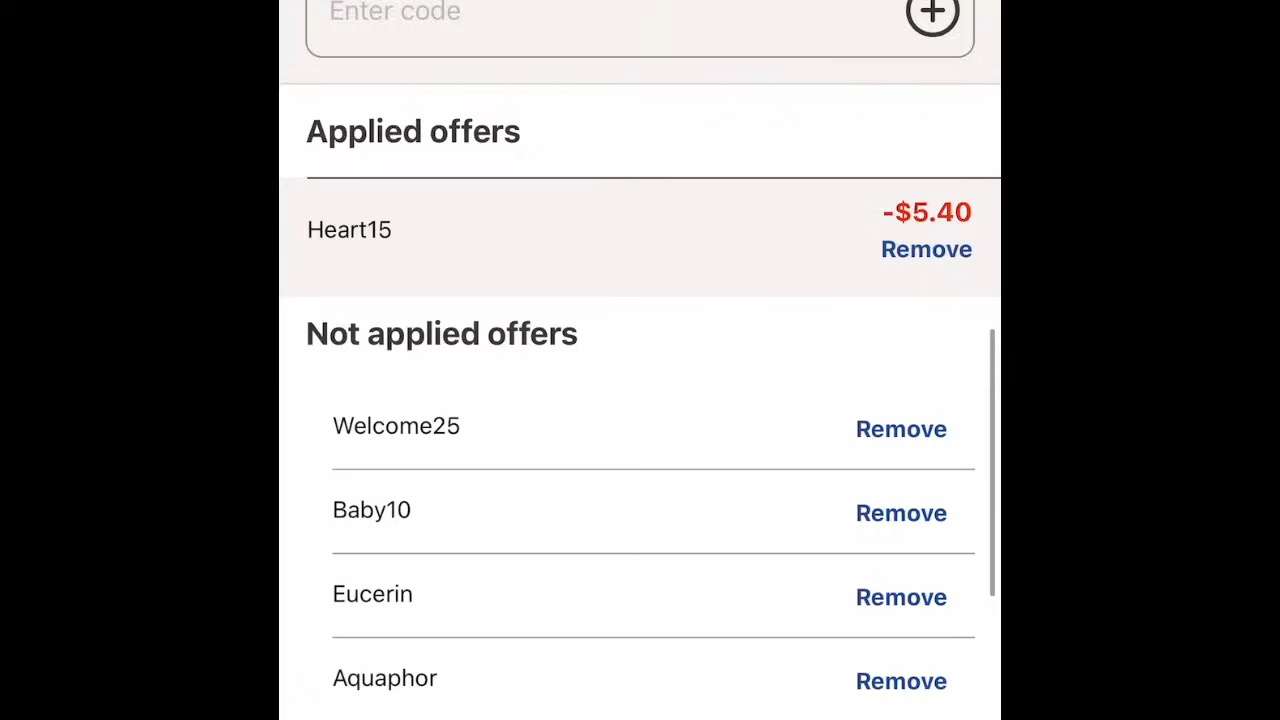 Enter code
Applied offers
Heart15
-$5.40
Remove
Not applied offers
Welcome25
Remove
Baby10
Remove
Eucerin
Remove
Aquaphor
Remove